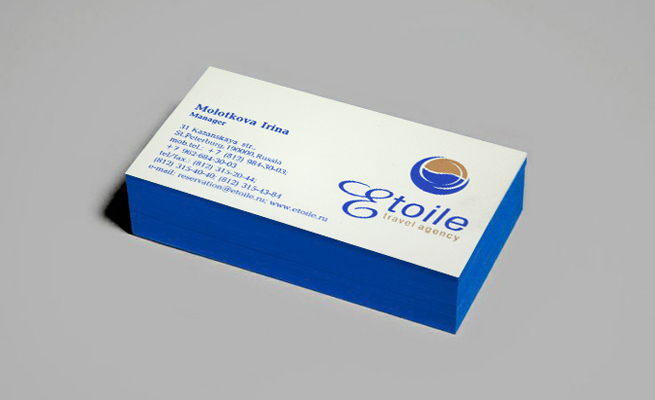 Molotkova Irina
Manager
31 Kazanskaya str.,
St.Peterburg, 190000, Russia
mob.tel.: +7 (812) 984-30-03;
+7 962-684-30-03
tel/fax.: (812) 315-20-44;
(812) 315-40-40; (812) 315-43-84
e-mail: reservation@etoile.ru; www.etoile.ru
Etoile
travel agency